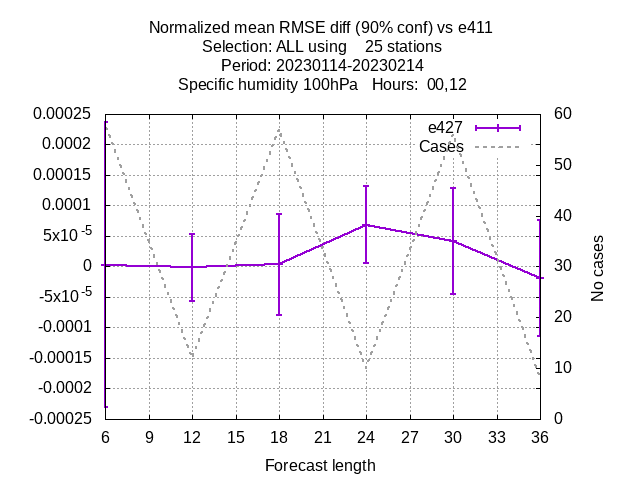 Normalized mean RMSE diff (90% conf) vs e411
Selection: ALL using    25 stations
Period: 20230114-20230214
Specific humidity 100hPa   Hours:  00,12
0.00025
0.0002
0.00015
0.0001
5x10⁻⁵
0
-5x10⁻⁵
-0.0001
-0.00015
-0.0002
-0.00025
e427
Cases
60
50
40
30
20
10
0
No cases
6 9 12 15 18 21 24 27 30 33 36
Forecast length